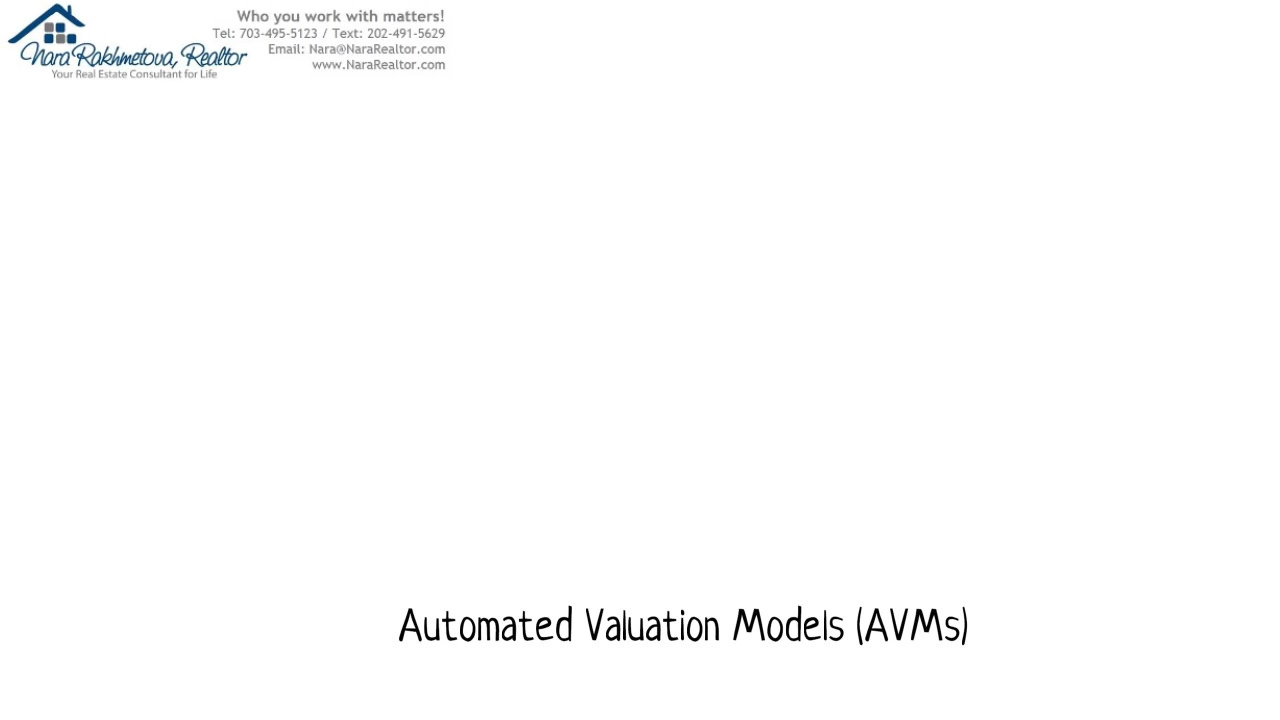 Nara Rakhmetova, Realtor
Your Real Estate Consultant for Life
Who you work with matters!
Tel: 703-495-5123 / Text: 202-491-5629
Email: Nara@NaraRealtor.com
www.NaraRealtor.com
Automated Valuation Models (AVMs)